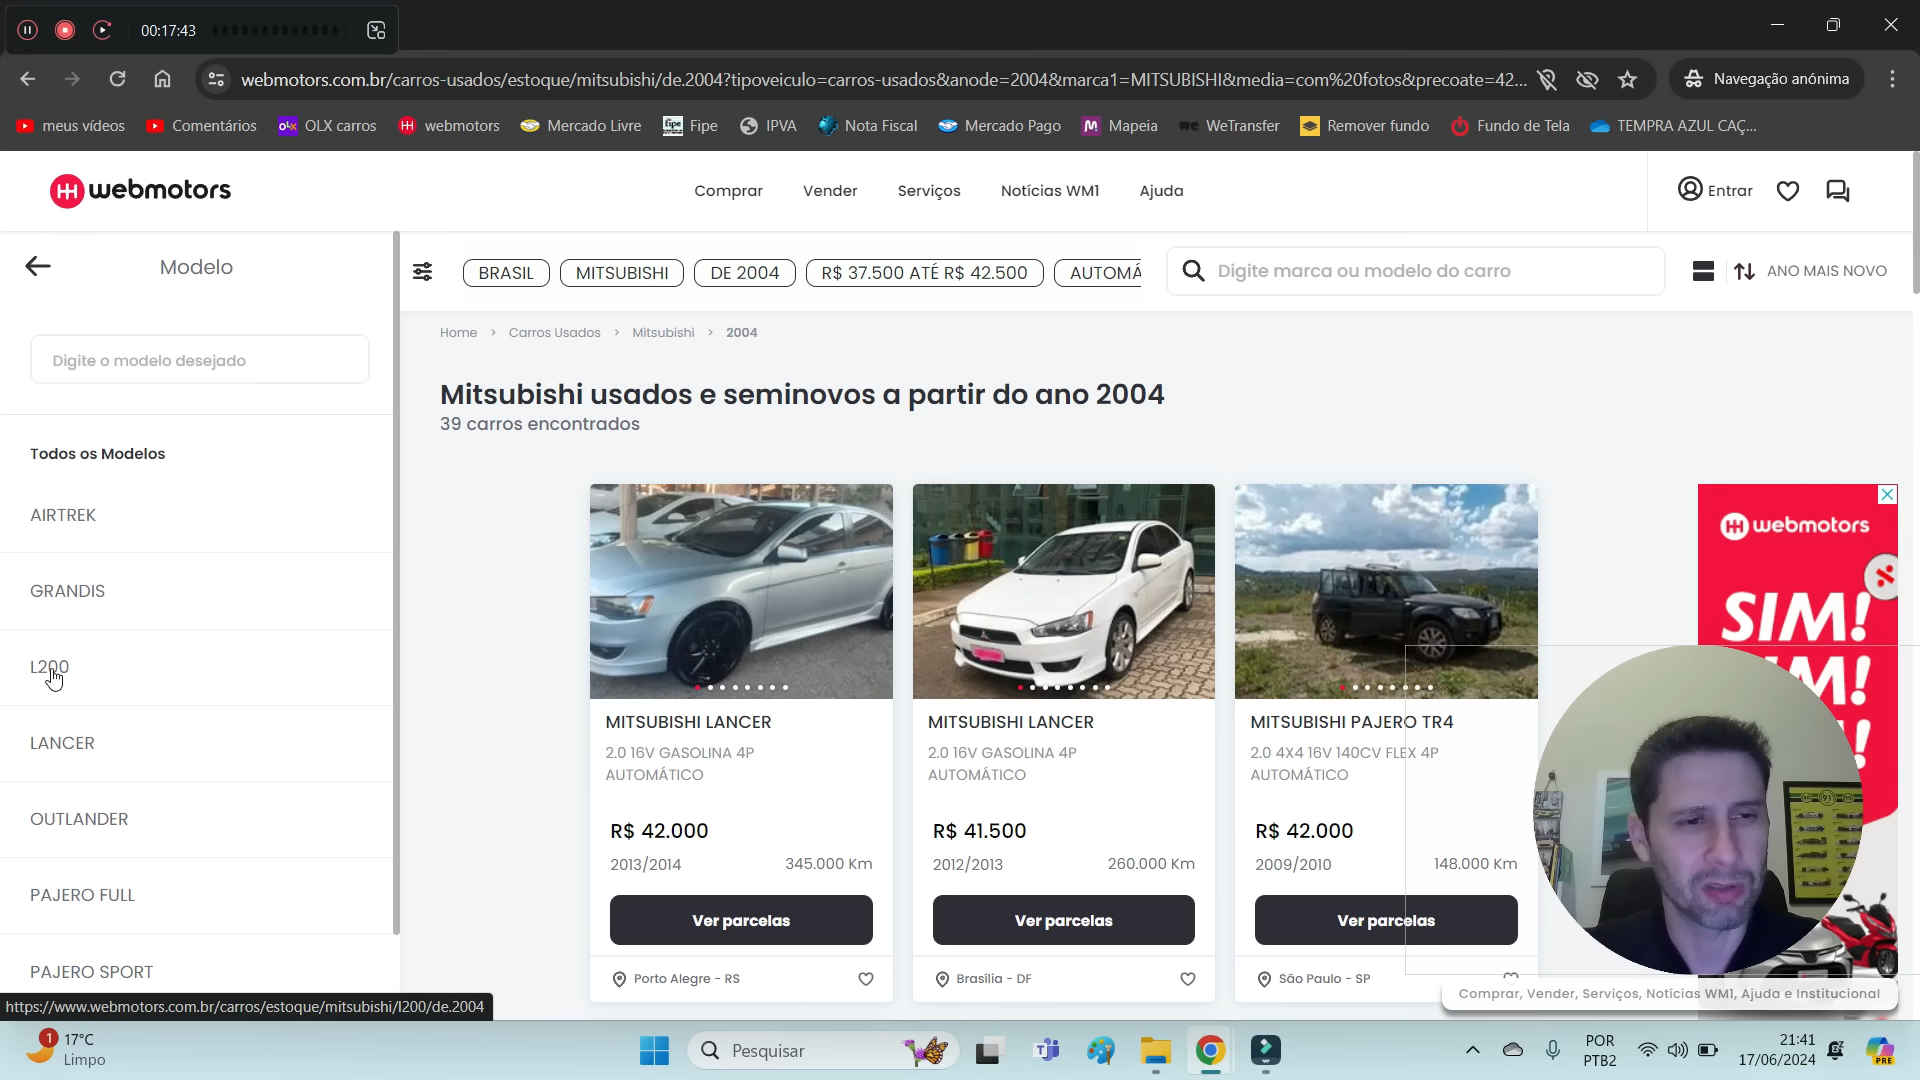 00:17:43
webmotors.com.br/carros-usados/estoque/mitsubishi/de.2004?tipoveiculo=carros-usados&anode=2004&marca1=MITSUBISHI&media=com%20fotos&precoate=42...
Navegação anónima
meus vídeos
Comentários
OLX carros
webmotors
Mercado Livre
Fipe
IPVA
Nota Fiscal
Mercado Pago
Mapeia
WeTransfer
Remover fundo
Fundo de Tela
TEMPRA AZUL CAÇ...
webmotors
Comprar
Vender
Serviços
Notícias WM1
Ajuda
Entrar
Modelo
BRASIL
MITSUBISHI
DE 2004
R$ 37.500 ATÉ R$ 42.500
AUTOMÁ
Digite marca ou modelo do carro
ANO MAIS NOVO
Home > Carros Usados > Mitsubishi > 2004
Digite o modelo desejado
Mitsubishi usados e seminovos a partir do ano 2004
39 carros encontrados
Todos os Modelos
AIRTREK
GRANDIS
L200
LANCER
OUTLANDER
PAJERO FULL
PAJERO SPORT
MITSUBISHI LANCER
2.0 16V GASOLINA 4P
AUTOMÁTICO
R$ 42.000
2013/2014
345.000 Km
Ver parcelas
Porto Alegre - RS
MITSUBISHI LANCER
2.0 16V GASOLINA 4P
AUTOMÁTICO
R$ 41.500
2012/2013
260.000 Km
Ver parcelas
Brasília - DF
MITSUBISHI PAJERO TR4
2.0 4X4 16V 140CV FLEX 4P
AUTOMÁTICO
R$ 42.000
2009/2010
148.000 Km
Ver parcelas
São Paulo - SP
webmotors
SIM!
Comprar, Vender, Serviços, Notícias WM1, Ajuda e Institucional
https://www.webmotors.com.br/carros/estoque/mitsubishi/l200/de.2004
1
17°C
Limpo
Pesquisar
POR
PTB2
21:41
17/06/2024
PRE